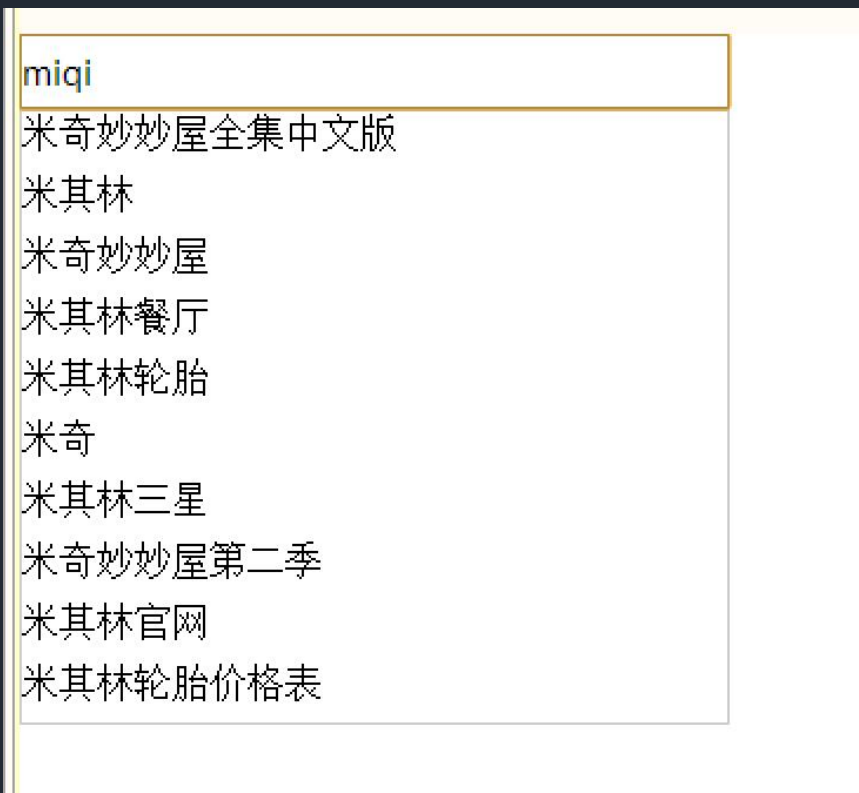 miqi
米奇妙妙屋全集中文版
米其林
米奇妙妙屋
米其林餐厅
米其林轮胎
米奇
米其林三星
米奇妙妙屋第二季
米其林官网
米其林轮胎价格表